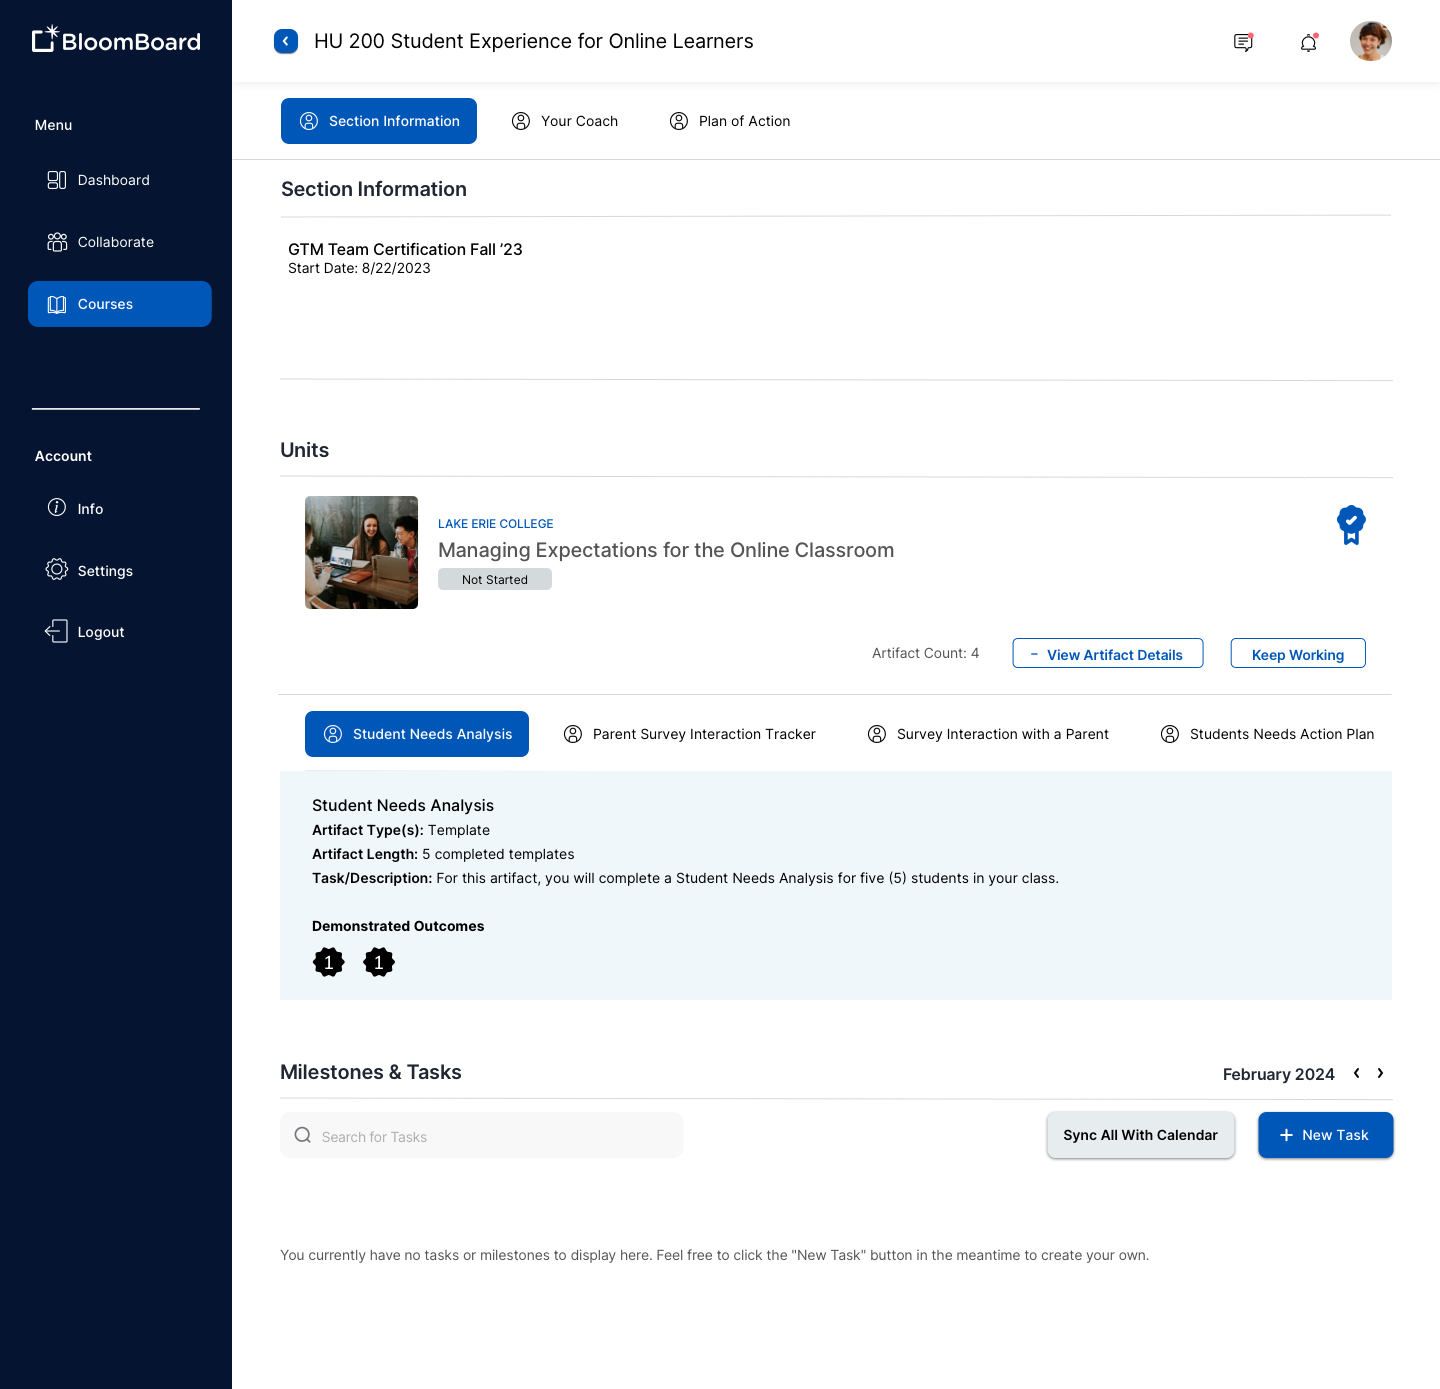 BloomBoard
HU 200 Student Experience for Online Learners
Menu
Dashboard
Collaborate
Courses
Account
Info
Settings
Logout
Section Information
Your Coach
Plan of Action
Section Information
GTM Team Certification Fall ’23
Start Date: 8/22/2023
Units
LAKE ERIE COLLEGE
Managing Expectations for the Online Classroom
Not Started
Artifact Count: 4
− View Artifact Details
Keep Working
Student Needs Analysis
Parent Survey Interaction Tracker
Survey Interaction with a Parent
Students Needs Action Plan
Student Needs Analysis
Artifact Type(s): Template
Artifact Length: 5 completed templates
Task/Description: For this artifact, you will complete a Student Needs Analysis for five (5) students in your class.
Demonstrated Outcomes
1 1
Milestones & Tasks
February 2024
Search for Tasks
Sync All With Calendar
+ New Task
You currently have no tasks or milestones to display here. Feel free to click the "New Task" button in the meantime to create your own.